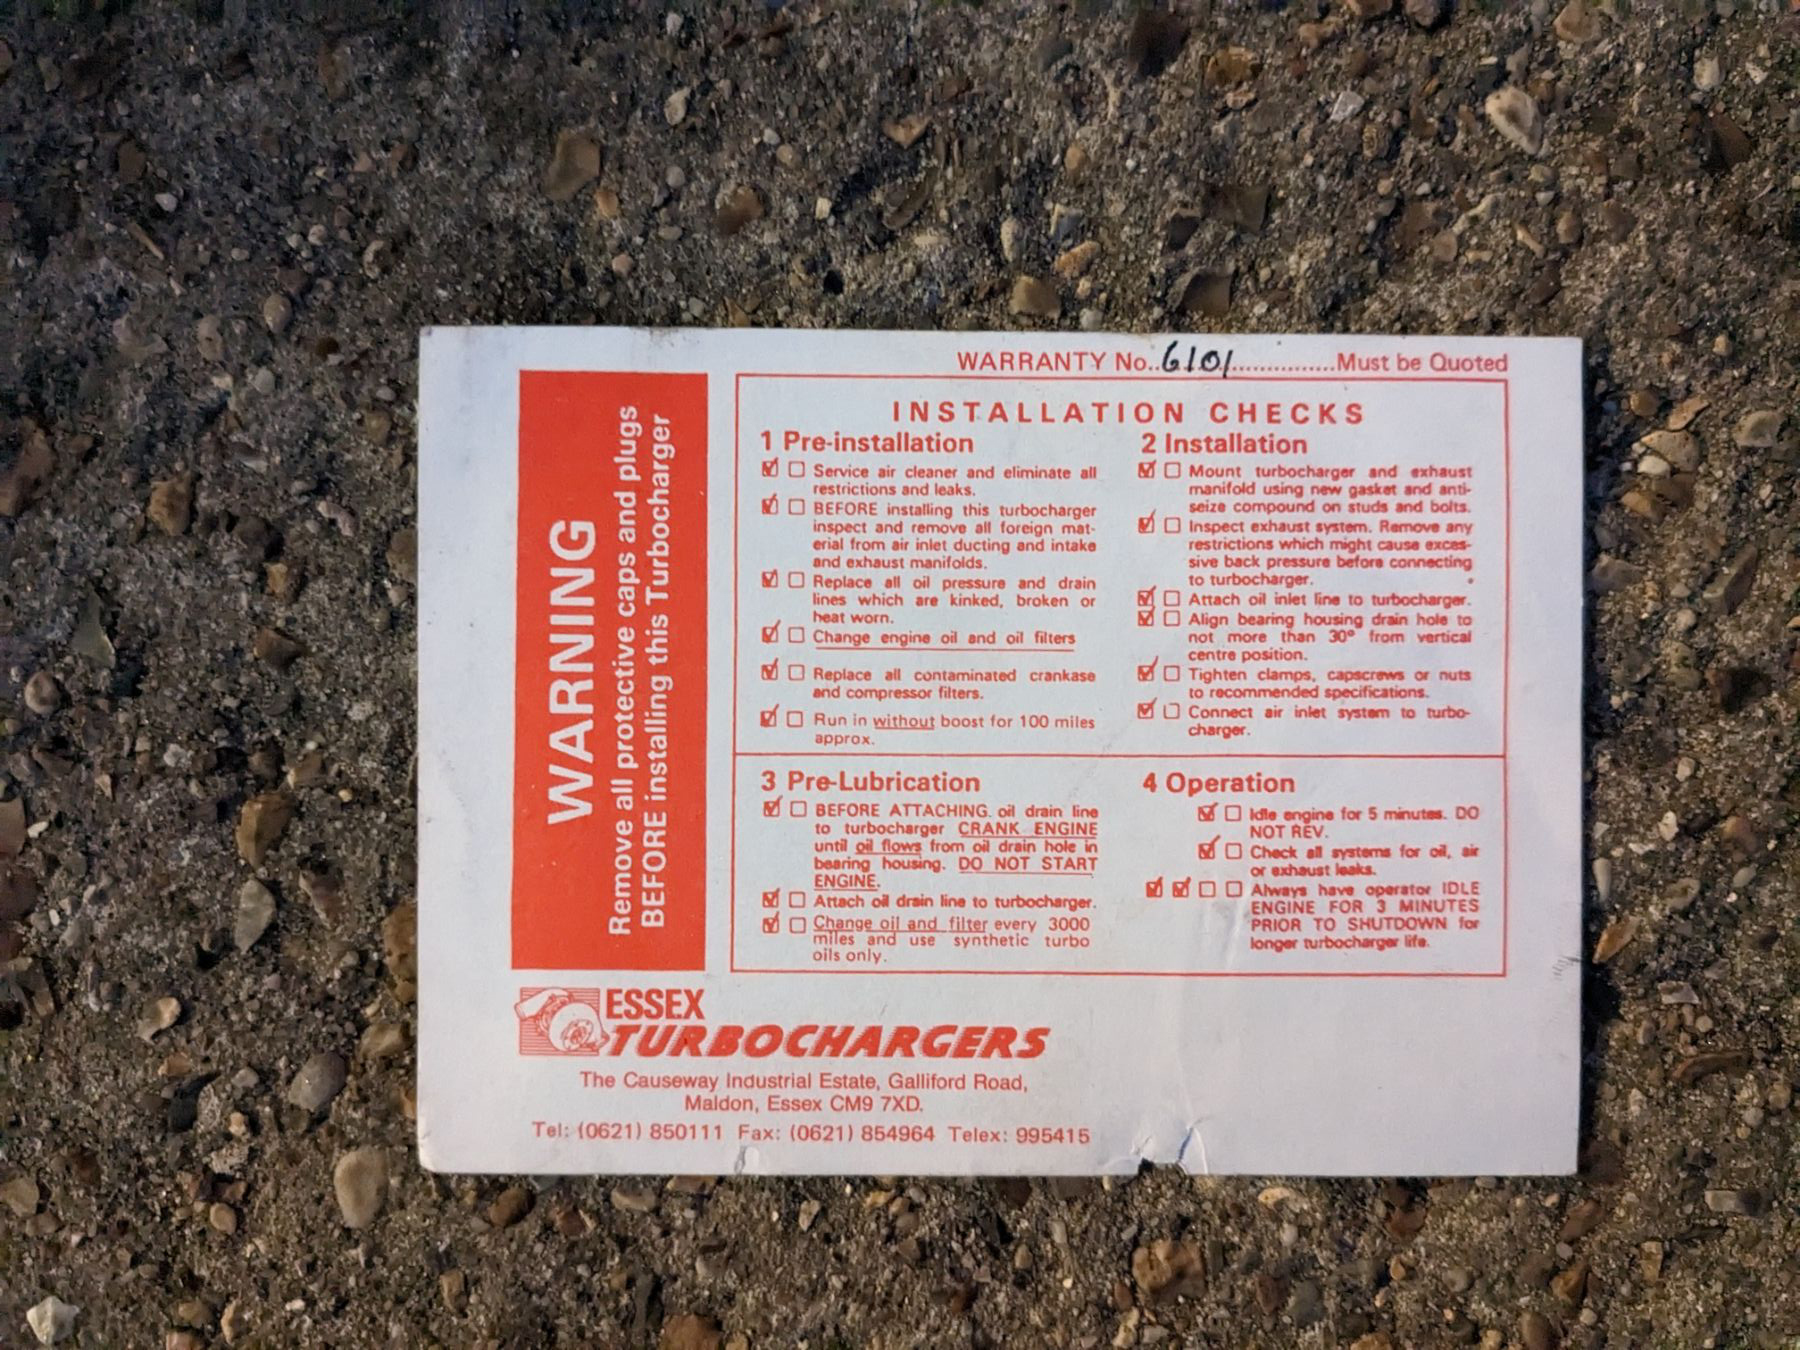 WARRANTY No..6101...............Must be Quoted
WARNING
Remove all protective caps and plugs
BEFORE installing this Turbocharger
INSTALLATION CHECKS
1 Pre-installation
Service air cleaner and eliminate all
restrictions and leaks.
BEFORE installing this turbocharger
inspect and remove all foreign mat-
erial from air inlet ducting and intake
and exhaust manifolds.
Replace all oil pressure and drain
lines which are kinked, broken or
heat worn.
Change engine oil and oil filters
Replace all contaminated crankase
and compressor filters.
Run in without boost for 100 miles
approx.
2 Installation
Mount turbocharger and exhaust
manifold using new gasket and anti-
seize compound on studs and bolts.
Inspect exhaust system. Remove any
restrictions which might cause exces-
sive back pressure before connecting
to turbocharger.
Attach oil inlet line to turbocharger.
Align bearing housing drain hole to
not more than 30° from vertical
centre position.
Tighten clamps, capscrews or nuts
to recommended specifications.
Connect air inlet system to turbo-
charger.
3 Pre-Lubrication
BEFORE ATTACHING. oil drain line
to turbocharger CRANK ENGINE
until oil flows from oil drain hole in
bearing housing. DO NOT START
ENGINE.
Attach oil drain line to turbocharger.
Change oil and filter every 3000
miles and use synthetic turbo
oils only.
4 Operation
Idle engine for 5 minutes. DO
NOT REV.
Check all systems for oil, air
or exhaust leaks.
Always have operator IDLE
ENGINE FOR 3 MINUTES
PRIOR TO SHUTDOWN for
longer turbocharger life.
ESSEX
TURBOCHARGERS
The Causeway Industrial Estate, Galliford Road,
Maldon, Essex CM9 7XD.
Tel: (0621) 850111 Fax: (0621) 854964 Telex: 995415